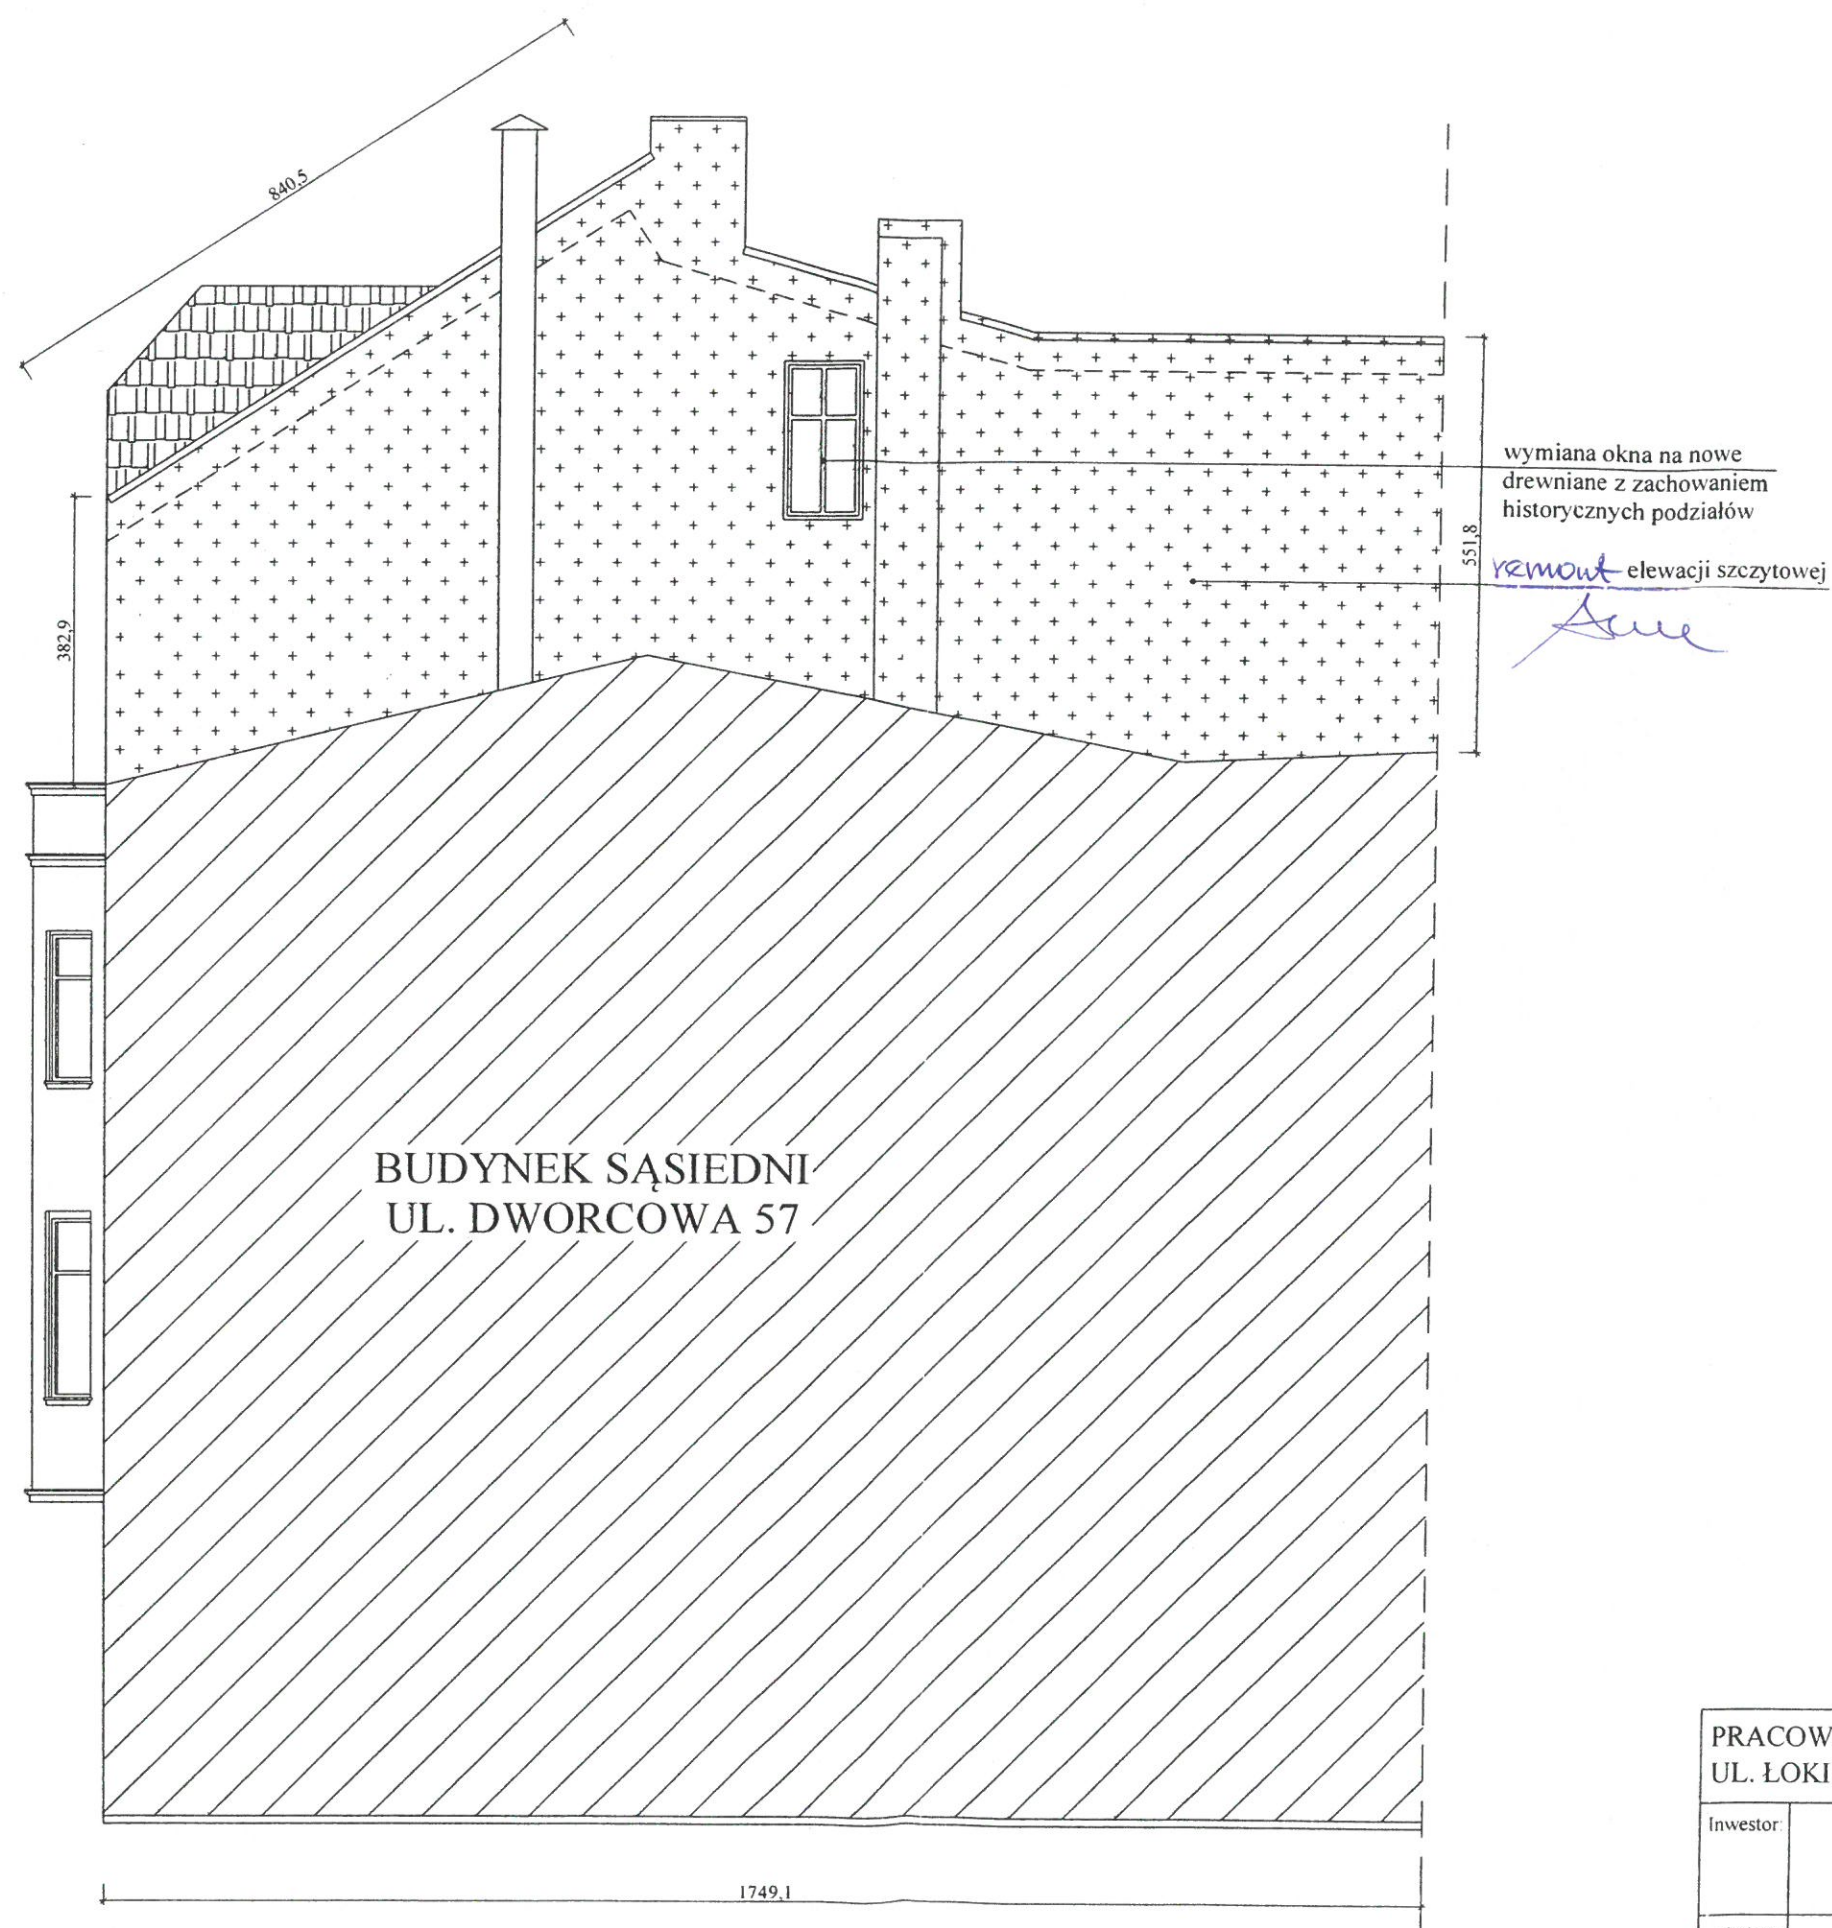 840,5
wymiana okna na nowe
drewniane z zachowaniem
historycznych podziałów
551,8
remont elewacji szczytowej
382,9
BUDYNEK SĄSIEDNI
UL. DWORCOWA 57
PRACOW
UL. ŁOKI
Inwestor:
1749,1